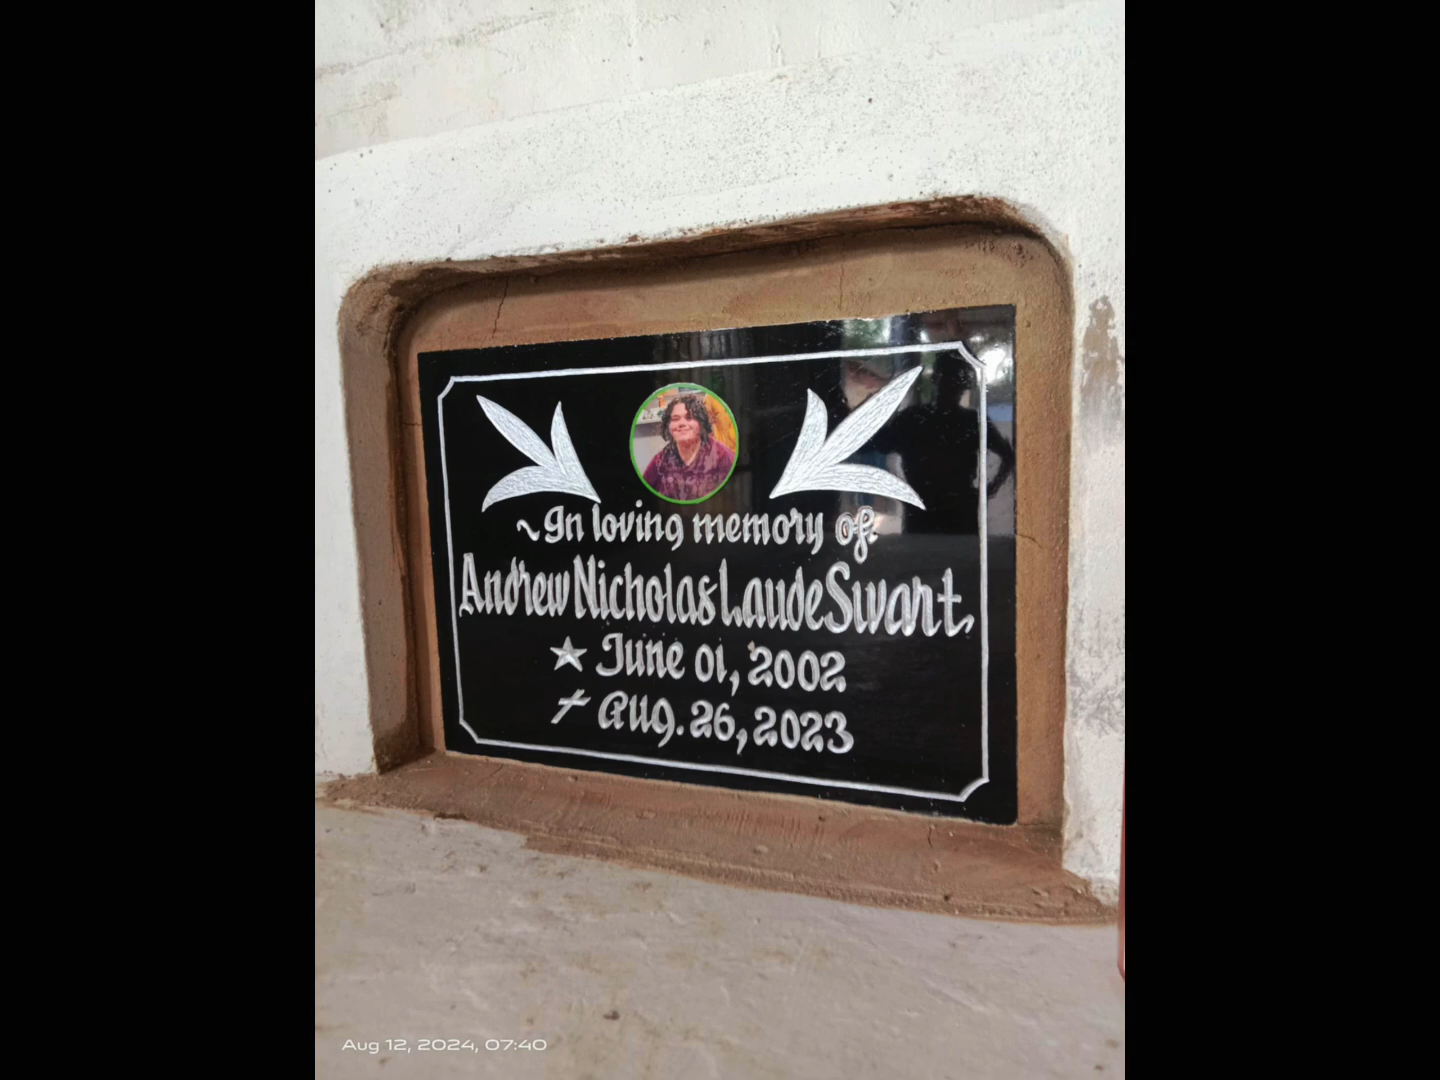 ~In loving memory of:
Andrew Nicholas Laude Swart
June 01, 2002
Aug. 26, 2023
Aug 12, 2024, 07:40